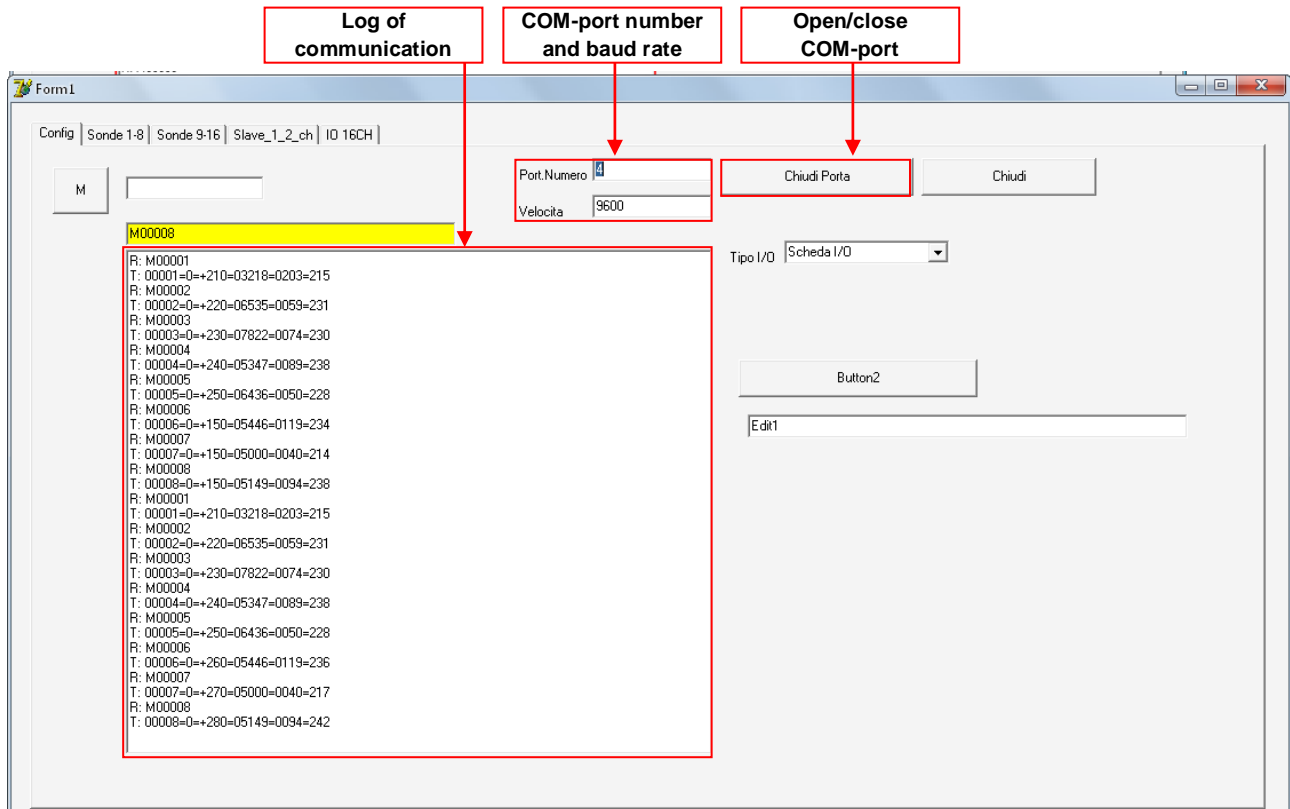 Log of
communication
COM-port number
and baud rate
Open/close
COM-port
Form1
Config Sonde 1-8 Sonde 9-16 Slave_1_2_ch IO 16CH
M
Port.Numero 4
Chiudi Porta
Chiudi
Velocita 9600
M00008
Tipo I/O Scheda I/O
R: M00001
T: 00001=0=+210=03218=0203=215
R: M00002
T: 00002=0=+220=06535=0059=231
R: M00003
T: 00003=0=+230=07822=0074=230
R: M00004
T: 00004=0=+240=05347=0089=238
R: M00005
T: 00005=0=+250=06436=0050=228
R: M00006
T: 00006=0=+150=05446=0119=234
R: M00007
T: 00007=0=+150=05000=0040=214
R: M00008
T: 00008=0=+150=05149=0094=238
R: M00001
T: 00001=0=+210=03218=0203=215
R: M00002
T: 00002=0=+220=06535=0059=231
R: M00003
T: 00003=0=+230=07822=0074=230
R: M00004
T: 00004=0=+240=05347=0089=238
R: M00005
T: 00005=0=+250=06436=0050=228
R: M00006
T: 00006=0=+260=05446=0119=236
R: M00007
T: 00007=0=+270=05000=0040=217
R: M00008
T: 00008=0=+280=05149=0094=242
Button2
Edit1